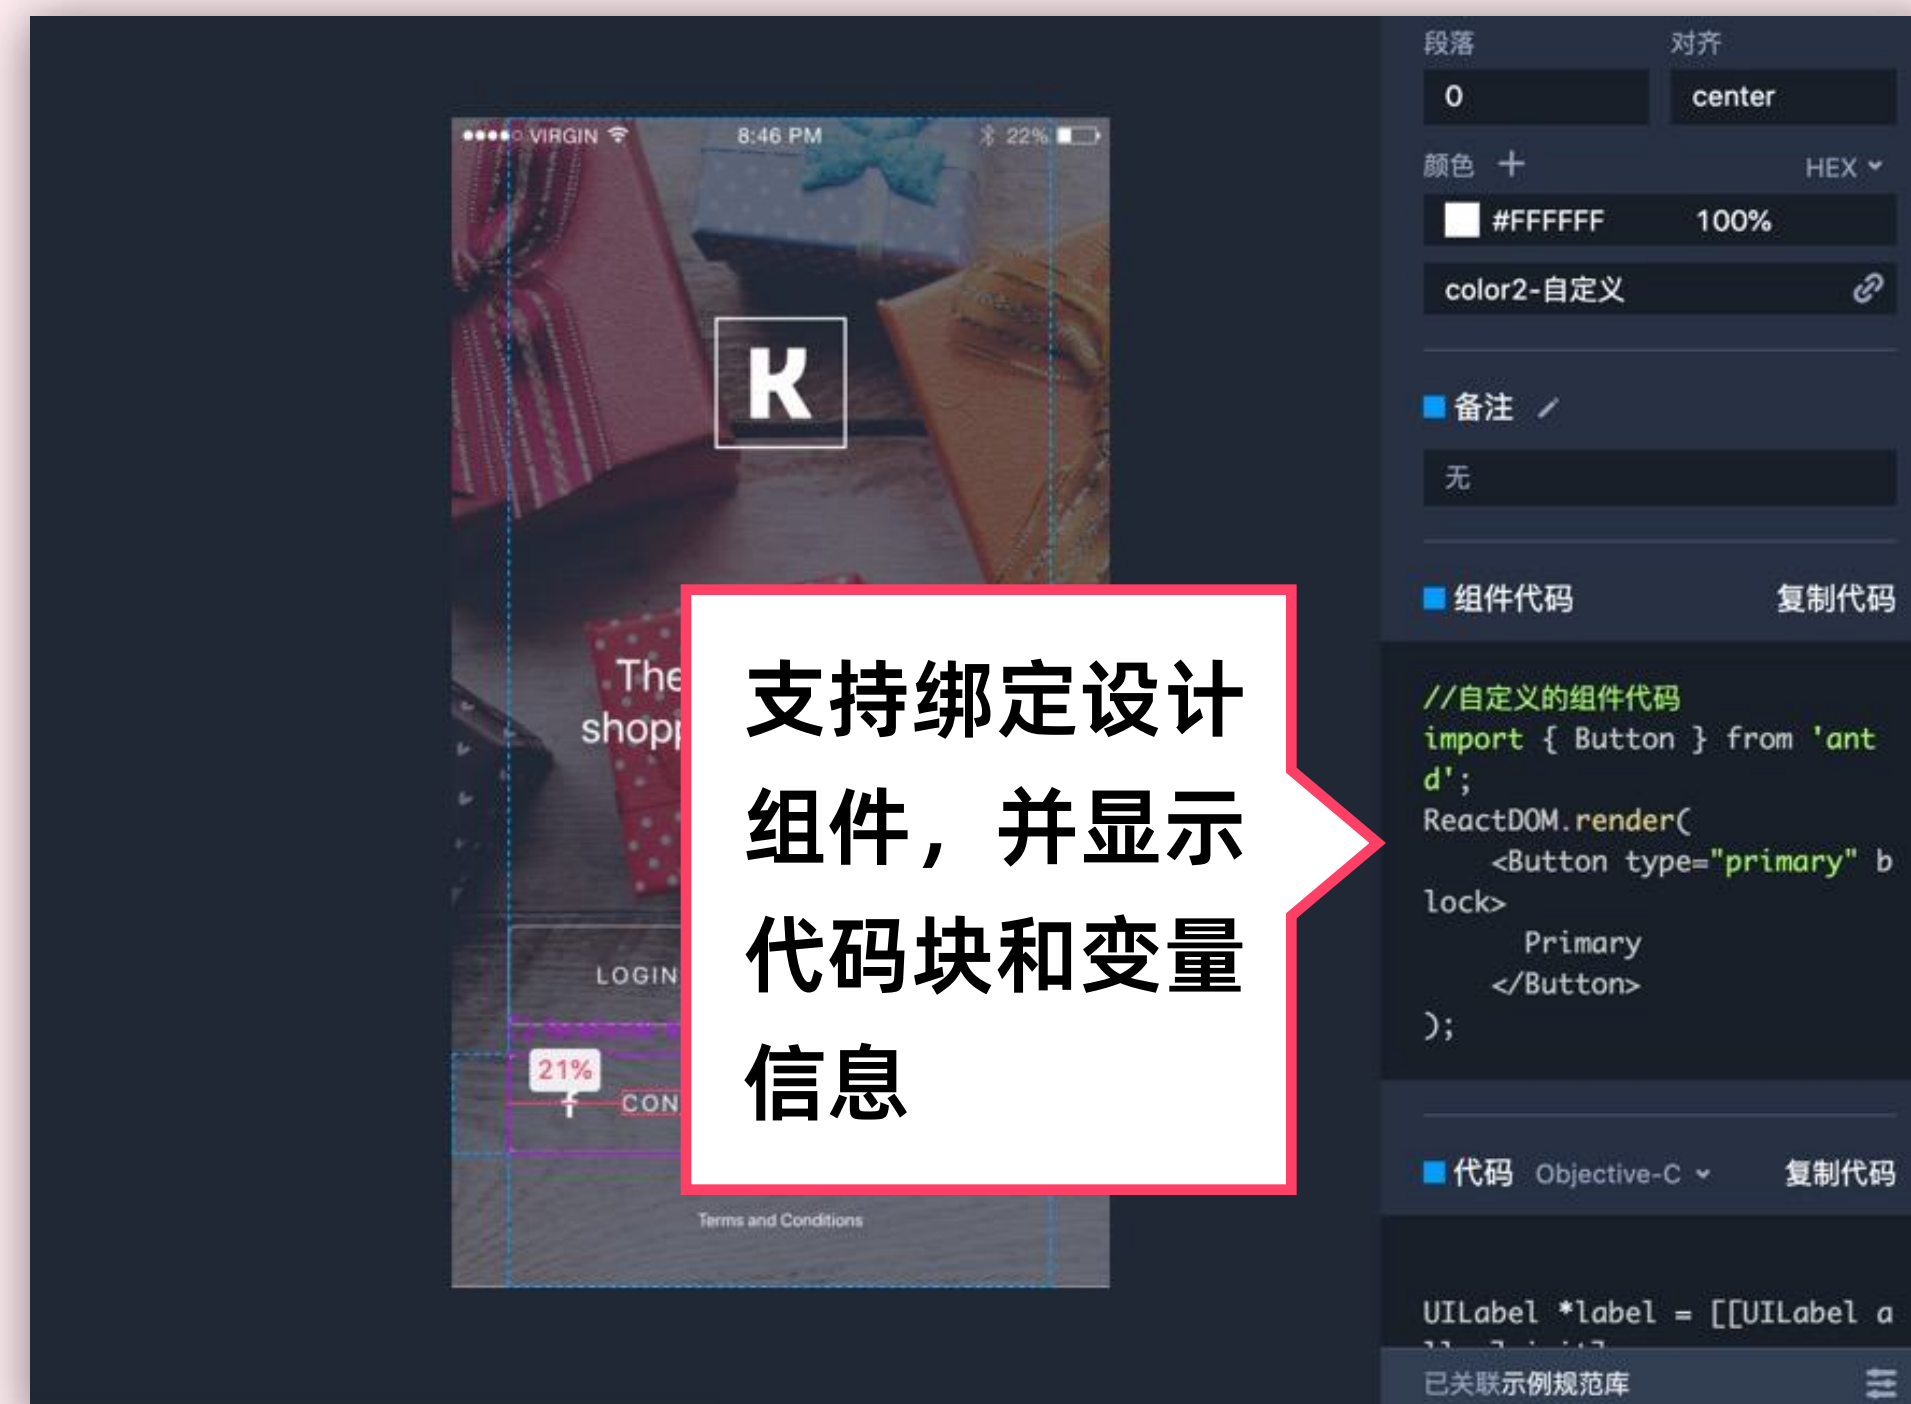 VIRGIN
8:46 PM
22%
K
The
shop
LOGIN
21%
f
CON
Terms and Conditions
支持绑定设计
组件，并显示
代码块和变量
信息
段落
对齐
0
center
颜色
HEX
#FFFFFF
100%
color2-自定义
备注
无
组件代码
复制代码
//自定义的组件代码
import { Button } from 'ant
d';
ReactDOM.render(
<Button type="primary" b
lock>
Primary
</Button>
);
代码 Objective-C
复制代码
UILabel *label = [[UILabel a
已关联示例规范库